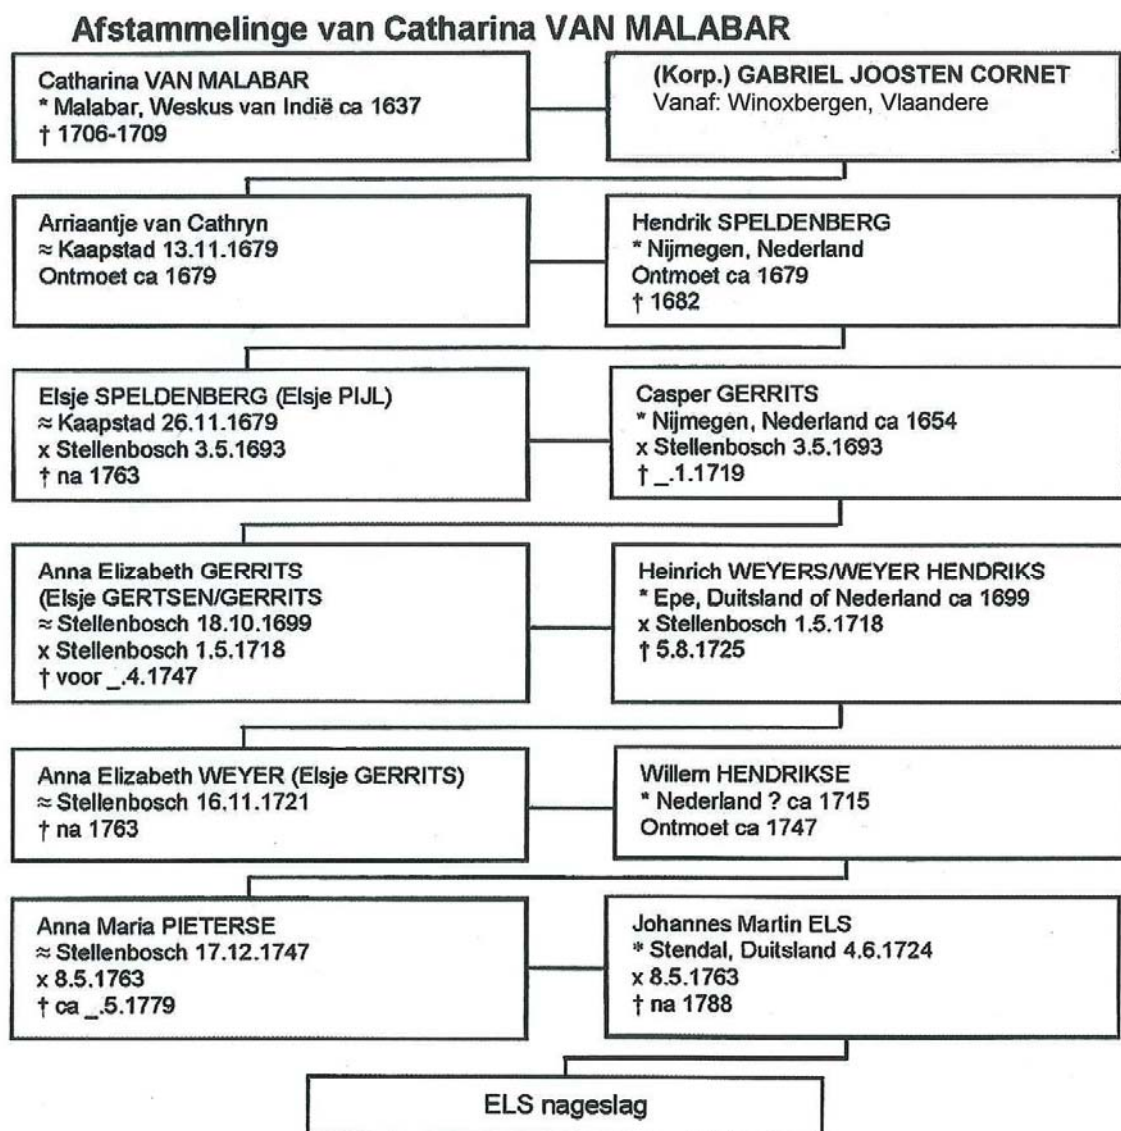 Afstammelinge van Catharina VAN MALABAR
Catharina VAN MALABAR
* Malabar, Weskus van Indië ca 1637
† 1706-1709
(Korp.) GABRIEL JOOSTEN CORNET
Vanaf: Winoxbergen, Vlaandere
Arriaantje van Cathryn
≈ Kaapstad 13.11.1679
Ontmoet ca 1679
Hendrik SPELDENBERG
* Nijmegen, Nederland
Ontmoet ca 1679
† 1682
Elsje SPELDENBERG (Elsje PIJL)
≈ Kaapstad 26.11.1679
x Stellenbosch 3.5.1693
† na 1763
Casper GERRITS
* Nijmegen, Nederland ca 1654
x Stellenbosch 3.5.1693
† _.1.1719
Anna Elizabeth GERRITS
(Elsje GERTSEN/GERRITS
≈ Stellenbosch 18.10.1699
x Stellenbosch 1.5.1718
† voor _.4.1747
Heinrich WEYERS/WEYER HENDRIKS
* Epe, Duitsland of Nederland ca 1699
x Stellenbosch 1.5.1718
† 5.8.1725
Anna Elizabeth WEYER (Elsje GERRITS)
≈ Stellenbosch 16.11.1721
† na 1763
Willem HENDRIKSE
* Nederland ? ca 1715
Ontmoet ca 1747
Anna Maria PIETERSE
≈ Stellenbosch 17.12.1747
x 8.5.1763
† ca _.5.1779
Johannes Martin ELS
* Stendal, Duitsland 4.6.1724
x 8.5.1763
† na 1788
ELS nageslag